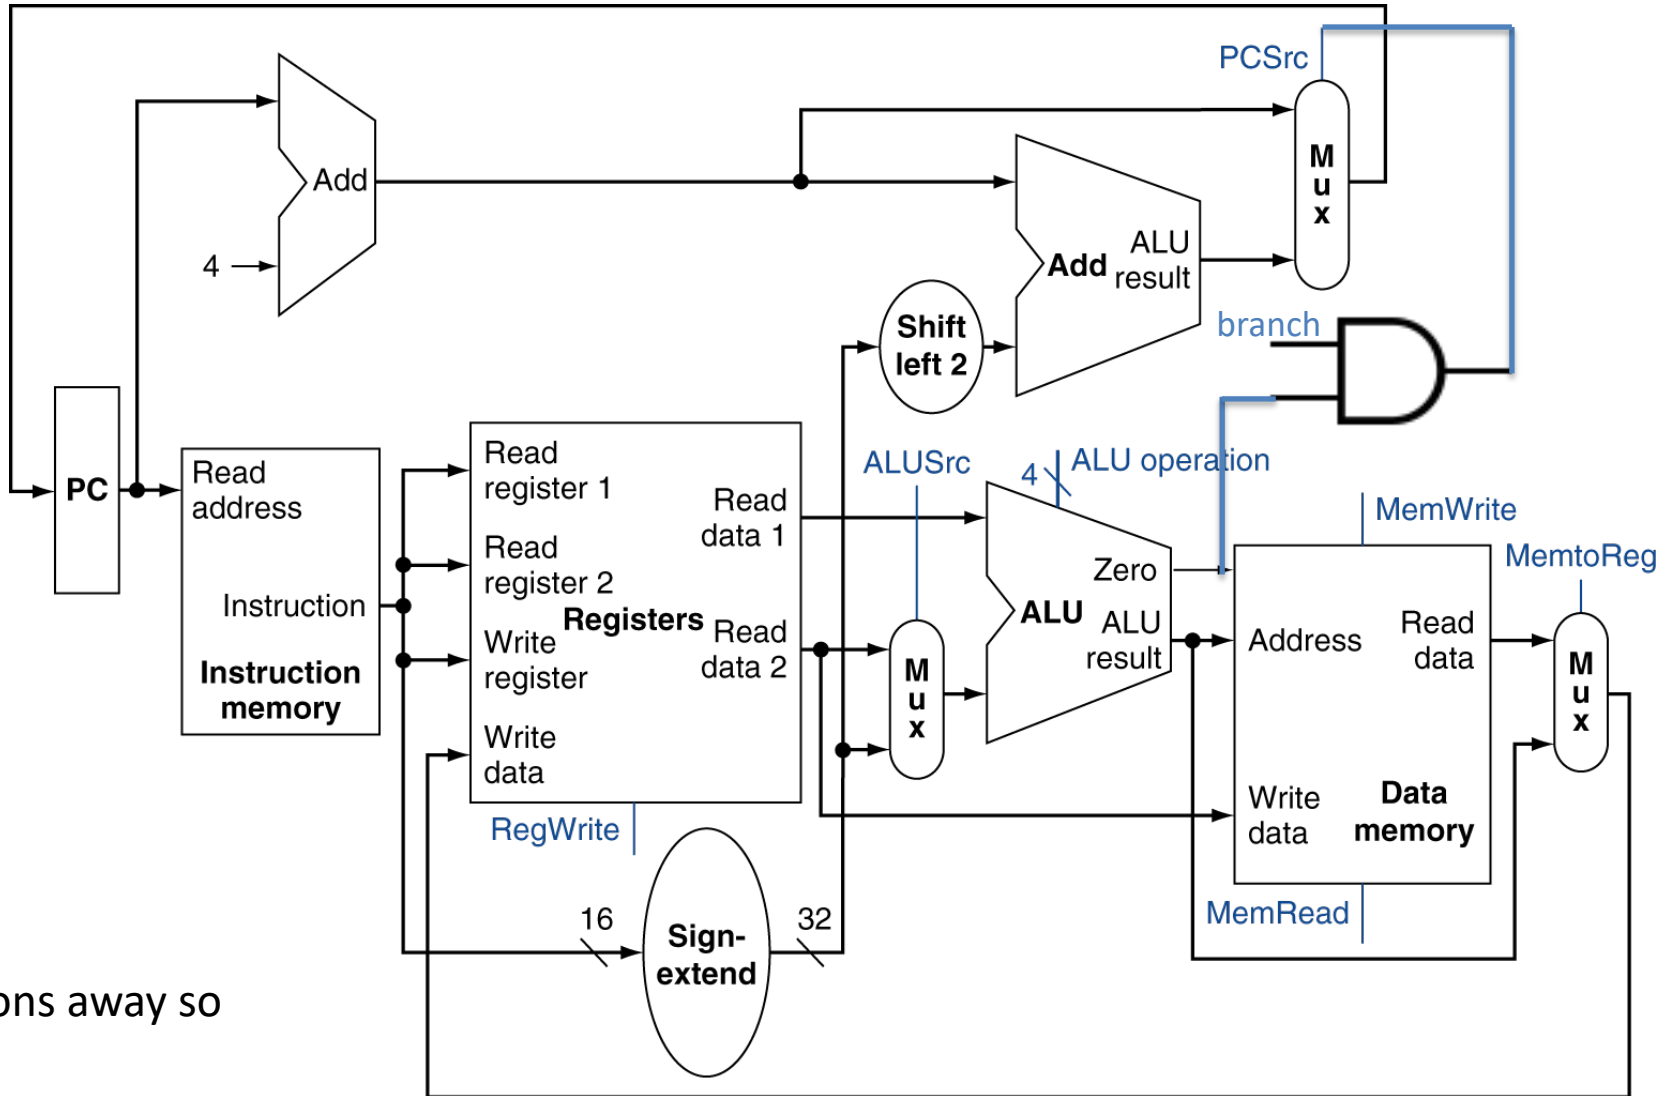 PCSrc
M
u
x
Add
4
Add
ALU
result
branch
Shift
left 2
PC
Read
address
Instruction
Instruction
memory
Read
register 1
Read
register 2
Registers
Write
register
Write
data
Read
data 1
Read
data 2
RegWrite
ALUSrc
M
u
x
4
ALU operation
Zero
ALU
ALU
result
MemWrite
Address
Read
data
Write
data
Data
memory
MemRead
MemtoReg
M
u
x
16
Sign-
extend
32
ons away so